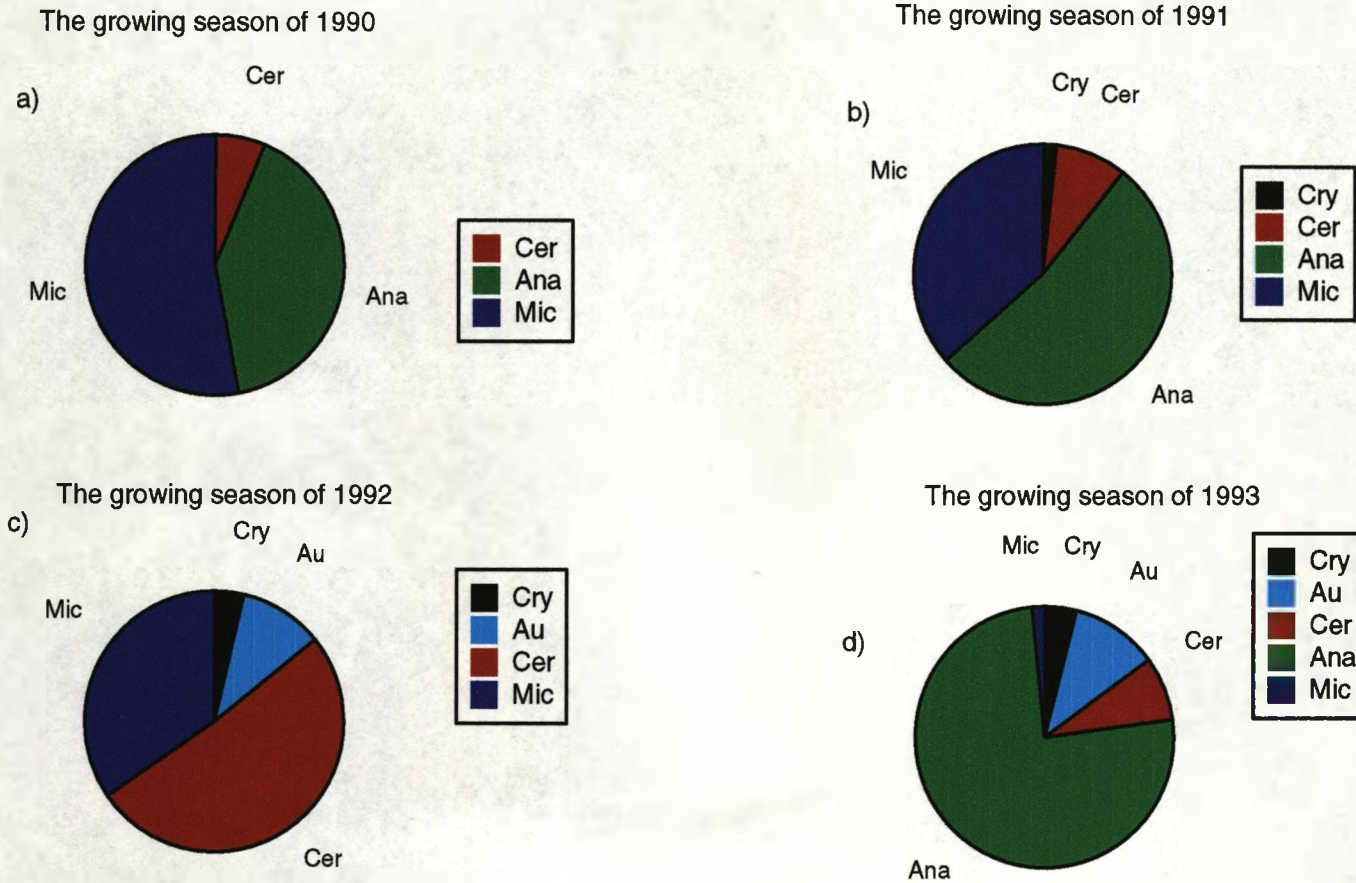 The growing season of 1990
a)
Cer
Mic
Ana
Cer
Ana
Mic
The growing season of 1991
b)
Cry Cer
Mic
Ana
Cry
Cer
Ana
Mic
The growing season of 1992
c)
Cry
Au
Mic
Cer
Cry
Au
Cer
Mic
The growing season of 1993
d)
Mic Cry
Au
Cer
Ana
Cry
Au
Cer
Ana
Mic